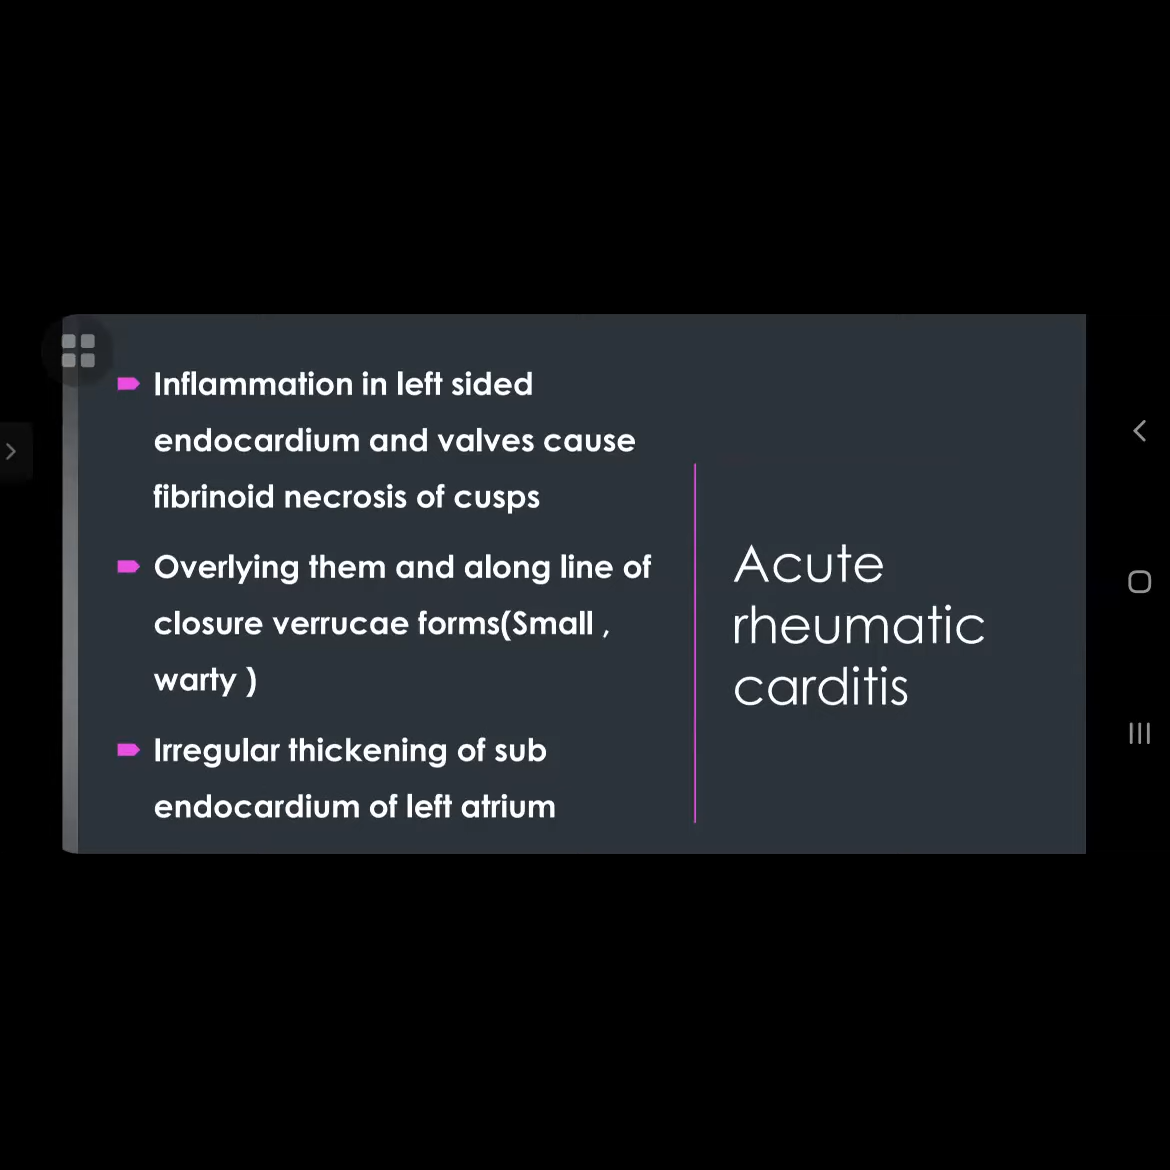 Inflammation in left sided
endocardium and valves cause
fibrinoid necrosis of cusps
Overlying them and along line of
closure verrucae forms(Small ,
warty )
Irregular thickening of sub
endocardium of left atrium
Acute
rheumatic
carditis